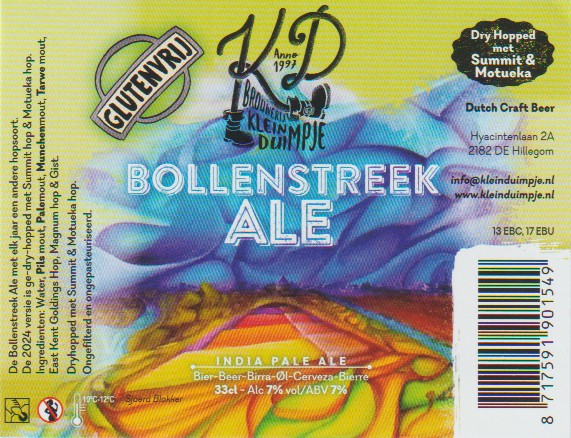 De Bollenstreek Ale met elk jaar een andere hopsoort.
De 2024 versie is ge-dry-hopped met Summit hop & Motueka hop.
Ingredienten: Water, Pils mout, Palemout, Munchenmout, Tarwe mout,
East Kent Goldings Hop, Magnum hop & Gist.
Dryhopped met Summit & Motueka hop.
Ongefilterd en ongepasteuriseerd.
10°C-12°C
Sjoerd Blokker
GLUTENVRIJ
KD
Anno
1997
BROUWERIJ
KLEIN
DUIMPJE
BOLLENSTREEK
ALE
INDIA PALE ALE
Bier-Beer-Birra-Øl-Cerveza-Bierre
33cl - Alc 7% vol/ABV 7%
Dry Hopped
met
Summit &
Motueka
Dutch Craft Beer
Hyacintenlaan 2A
2182 DE Hillegom
info@kleinduimpje.nl
www.kleinduimpje.nl
13 EBC, 17 EBU
8 717591 901549